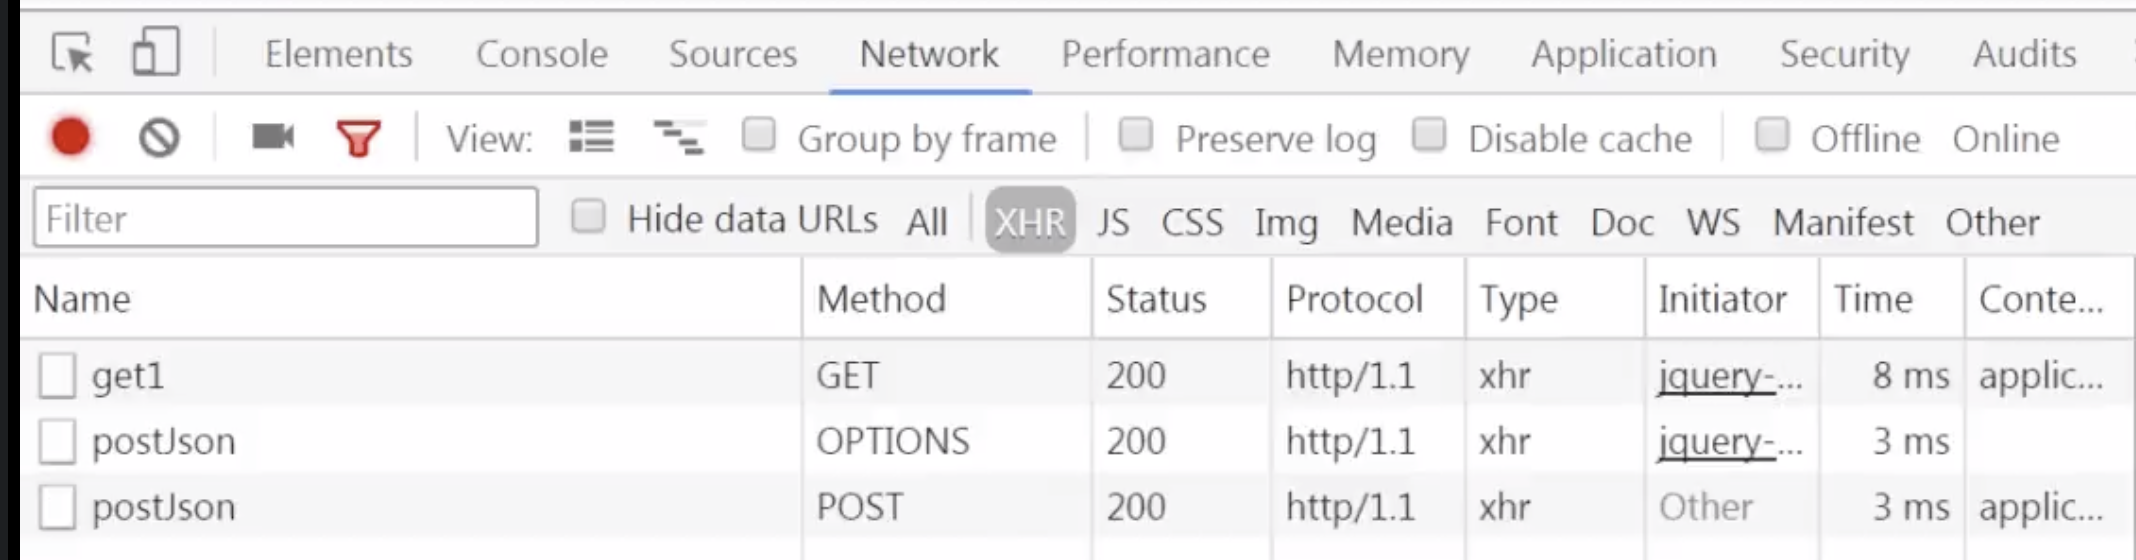 Elements Console Sources Network Performance Memory Application Security Audits
View: Group by frame Preserve log Disable cache Offline Online
Filter Hide data URLs All XHR JS CSS Img Media Font Doc WS Manifest Other
Name Method Status Protocol Type Initiator Time Conte...
get1 GET 200 http/1.1 xhr jquery-... 8 ms applic...
postJson OPTIONS 200 http/1.1 xhr jquery-... 3 ms
postJson POST 200 http/1.1 xhr Other 3 ms applic...